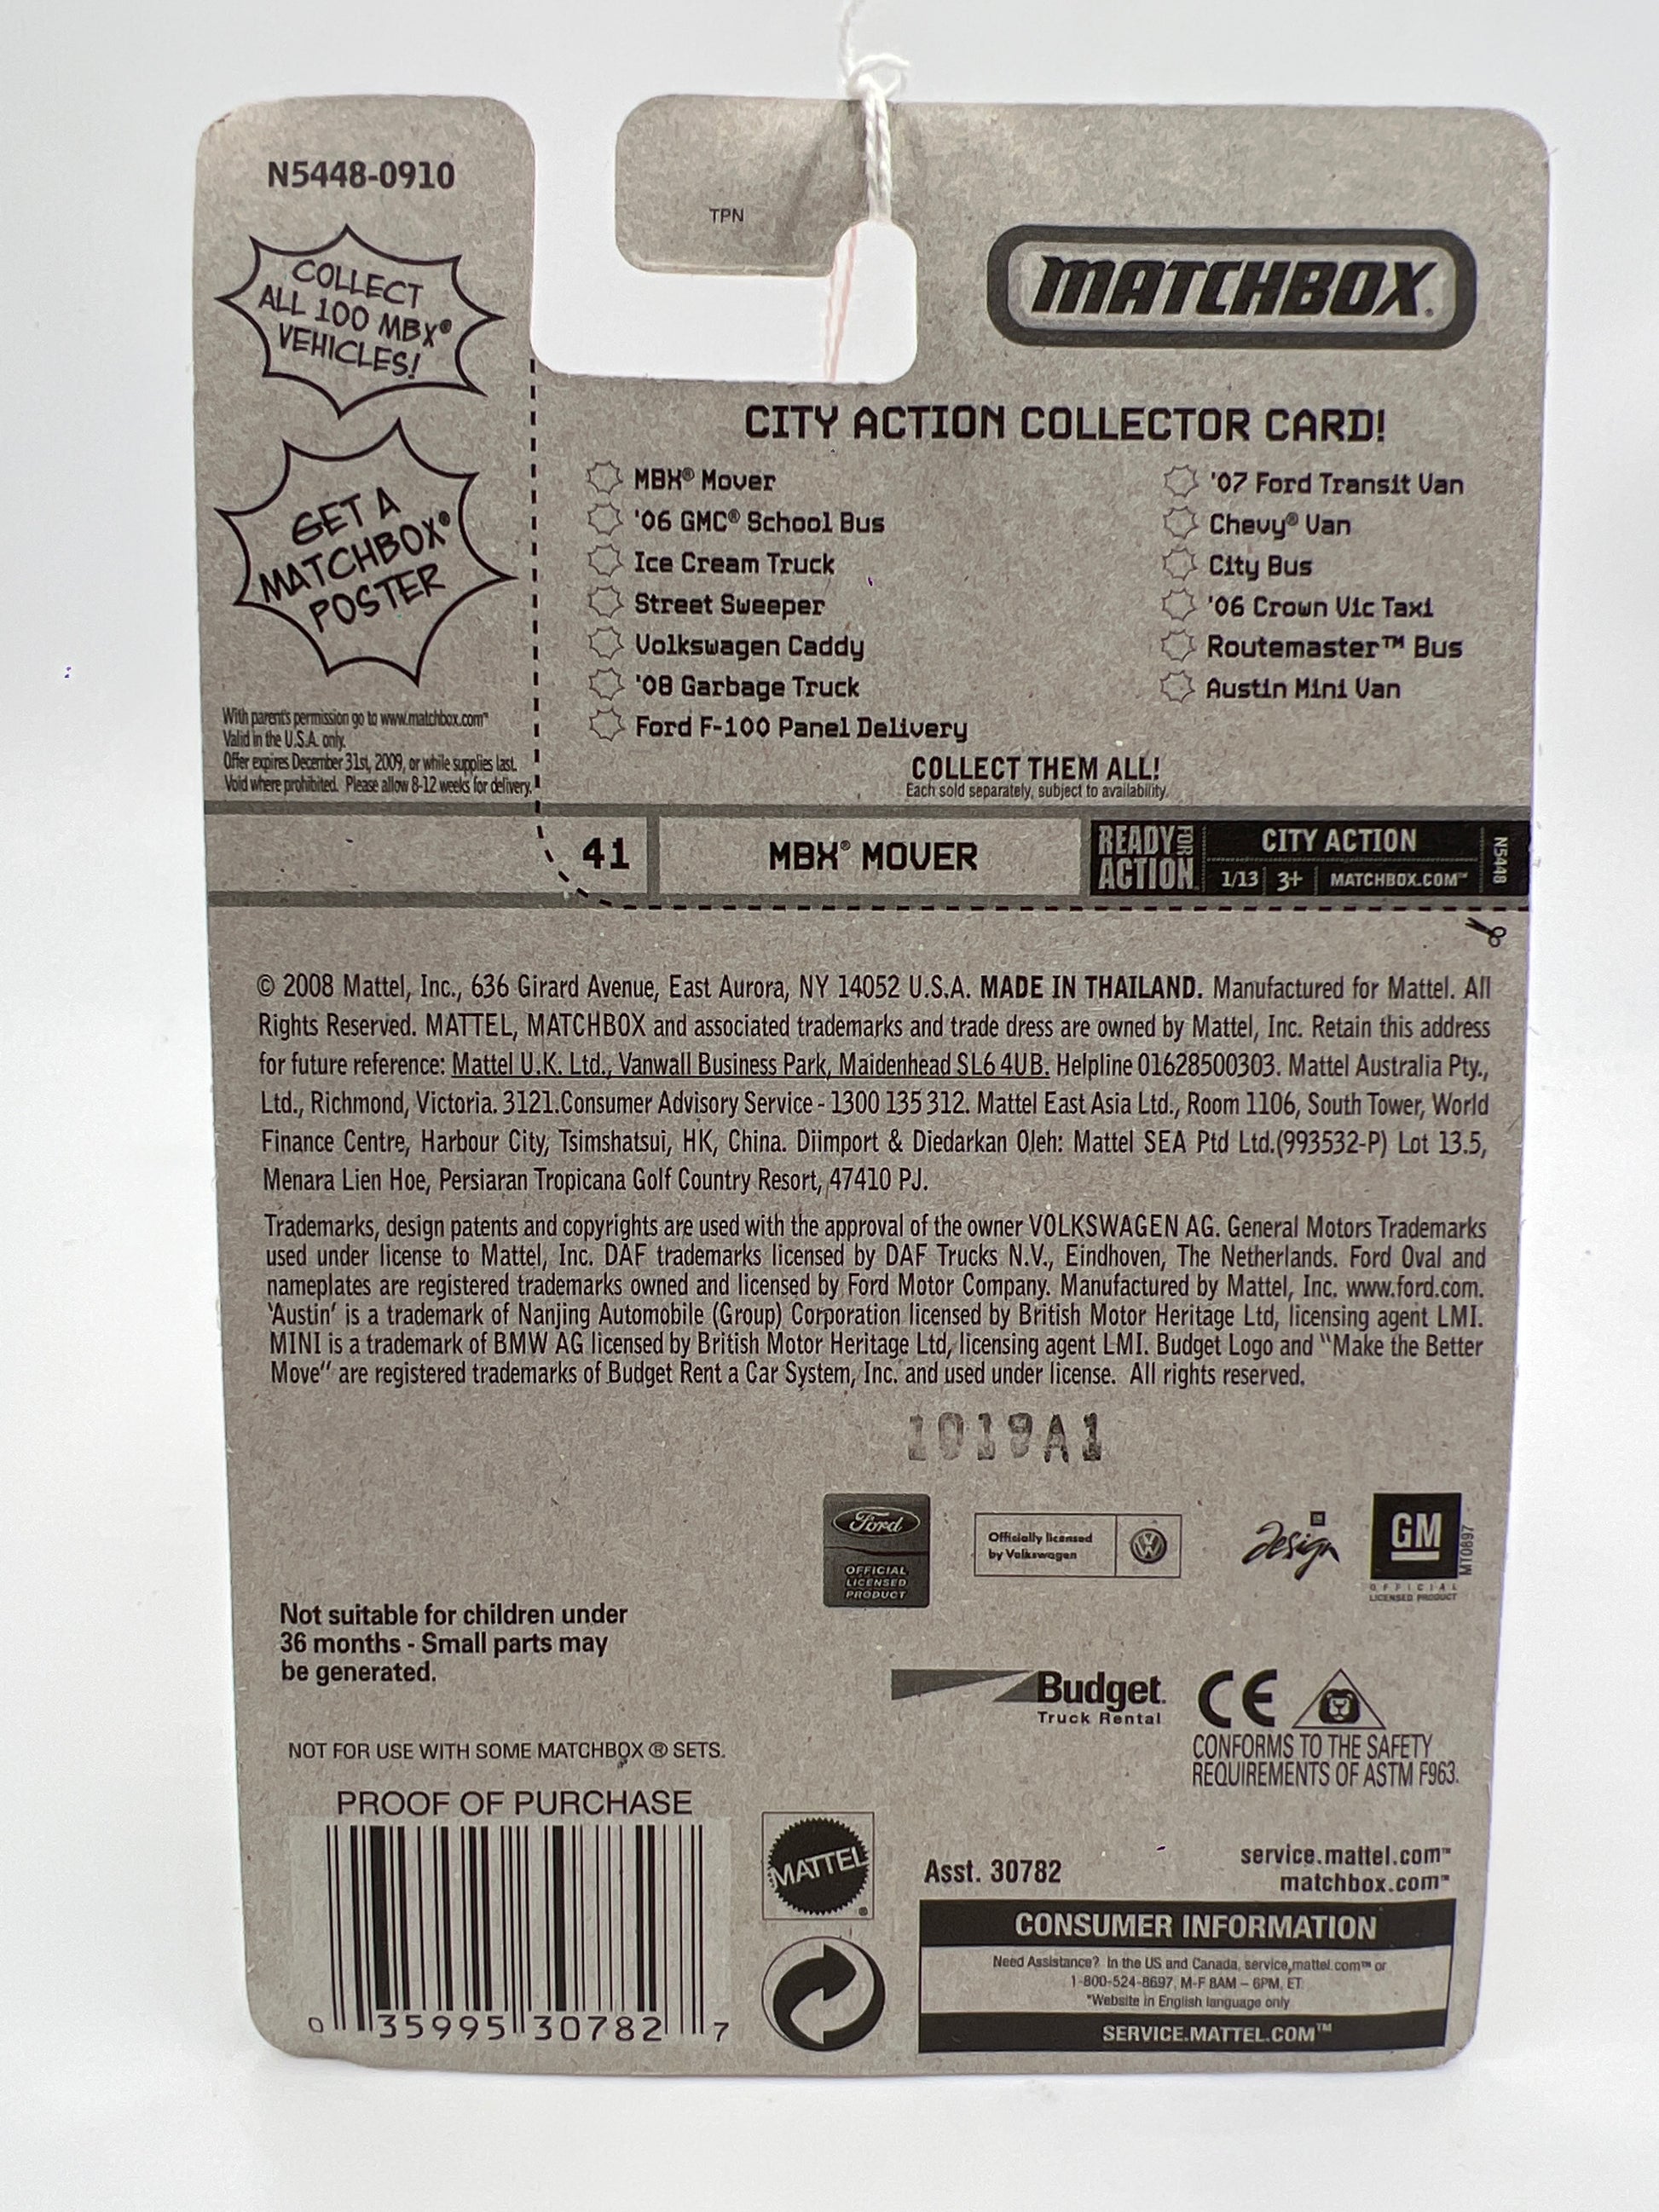 N5448-0910
TPN
COLLECT
ALL 100 MBX®
VEHICLES!
GET A
MATCHBOX®
POSTER
With parent's permission go to www.matchbox.com™
Valid in the U.S.A. only.
Offer expires December 31st, 2009, or while supplies last.
Void where prohibited. Please allow 8-12 weeks for delivery.
MATCHBOX®
CITY ACTION COLLECTOR CARD!
MBX® Mover
'06 GMC® School Bus
Ice Cream Truck
Street Sweeper
Volkswagen Caddy
'08 Garbage Truck
Ford F-100 Panel Delivery
'07 Ford Transit Van
Chevy® Van
City Bus
'06 Crown Vic Taxi
Routemaster™ Bus
Austin Mini Van
COLLECT THEM ALL!
Each sold separately, subject to availability.
41
MBX® MOVER
READY FOR
ACTION
CITY ACTION
1/13 3+ MATCHBOX.COM™
N5448
© 2008 Mattel, Inc., 636 Girard Avenue, East Aurora, NY 14052 U.S.A. MADE IN THAILAND. Manufactured for Mattel. All
Rights Reserved. MATTEL, MATCHBOX and associated trademarks and trade dress are owned by Mattel, Inc. Retain this address
for future reference: Mattel U.K. Ltd., Vanwall Business Park, Maidenhead SL6 4UB. Helpline 01628500303. Mattel Australia Pty.,
Ltd., Richmond, Victoria. 3121.Consumer Advisory Service - 1300 135 312. Mattel East Asia Ltd., Room 1106, South Tower, World
Finance Centre, Harbour City, Tsimshatsui, HK, China. Diimport & Diedarkan Oleh: Mattel SEA Ptd Ltd.(993532-P) Lot 13.5,
Menara Lien Hoe, Persiaran Tropicana Golf Country Resort, 47410 PJ.
Trademarks, design patents and copyrights are used with the approval of the owner VOLKSWAGEN AG. General Motors Trademarks
used under license to Mattel, Inc. DAF trademarks licensed by DAF Trucks N.V., Eindhoven, The Netherlands. Ford Oval and
nameplates are registered trademarks owned and licensed by Ford Motor Company. Manufactured by Mattel, Inc. www.ford.com.
'Austin' is a trademark of Nanjing Automobile (Group) Corporation licensed by British Motor Heritage Ltd, licensing agent LMI.
MINI is a trademark of BMW AG licensed by British Motor Heritage Ltd, licensing agent LMI. Budget Logo and "Make the Better
Move" are registered trademarks of Budget Rent a Car System, Inc. and used under license. All rights reserved.
1019A1
Ford
OFFICIAL
LICENSED
PRODUCT
Officially licensed
by Volkswagen
VW
GM
Design
GM
OFFICIAL
LICENSED PRODUCT
MT0897
Not suitable for children under
36 months - Small parts may
be generated.
Budget®
Truck Rental
CE
CONFORMS TO THE SAFETY
REQUIREMENTS OF ASTM F963.
NOT FOR USE WITH SOME MATCHBOX ® SETS.
PROOF OF PURCHASE
0 35995 30782 7
MATTEL®
Asst. 30782
service.mattel.com™
matchbox.com™
CONSUMER INFORMATION
Need Assistance? In the US and Canada, service.mattel.com™ or
1-800-524-8697, M-F 8AM – 6PM, ET.
*Website in English language only
SERVICE.MATTEL.COM™